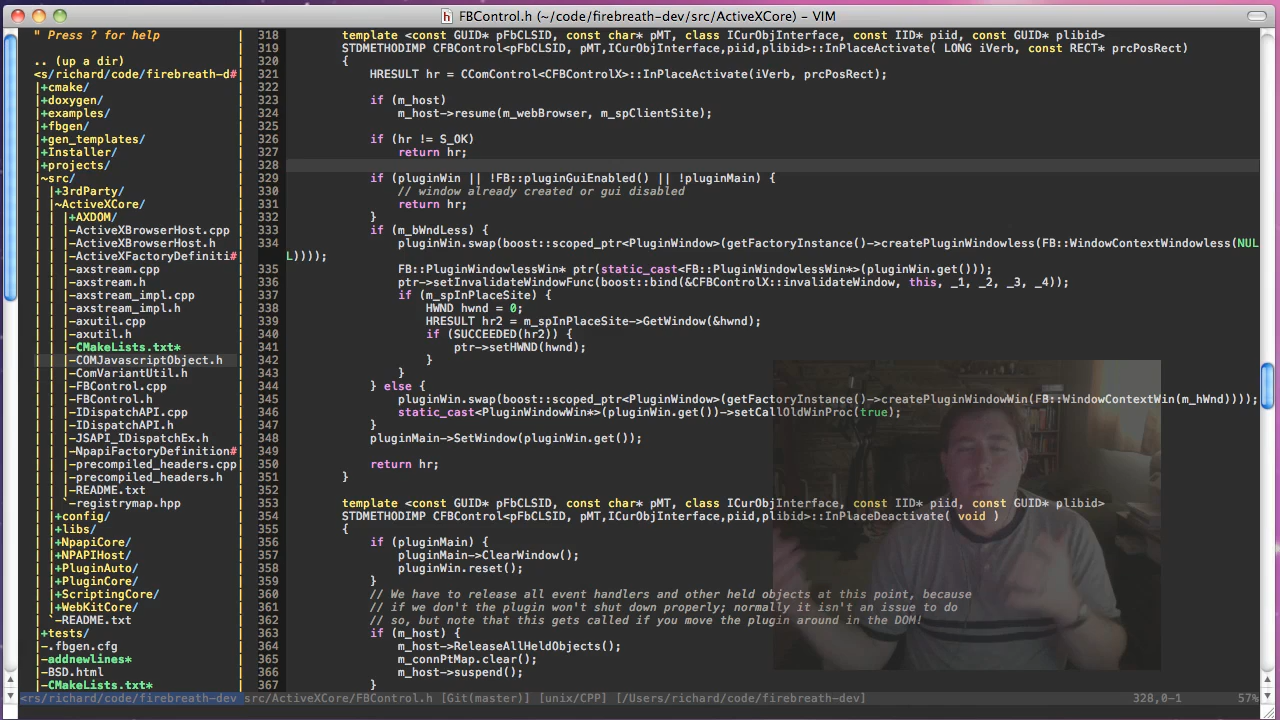 FBControl.h (~/code/firebreath-dev/src/ActiveXCore) – VIM
" Press ? for help
.. (up a dir)
<s/richard/code/firebreath-d#
|+cmake/
|+doxygen/
|+examples/
|+fbgen/
|+gen_templates/
|+Installer/
|+projects/
|~src/
| |+3rdParty/
| |~ActiveXCore/
| | |+AXDOM/
| | |-ActiveXBrowserHost.cpp
| | |-ActiveXBrowserHost.h
| | |-ActiveXFactoryDefiniti#
| | |-axstream.cpp
| | |-axstream.h
| | |-axstream_impl.cpp
| | |-axstream_impl.h
| | |-axutil.cpp
| | |-axutil.h
| | |-CMakeLists.txt*
| | |-COMJavascriptObject.h
| | |-ComVariantUtil.h
| | |-FBControl.cpp
| | |-FBControl.h
| | |-IDispatchAPI.cpp
| | |-IDispatchAPI.h
| | |-JSAPI_IDispatchEx.h
| | |-NpapiFactoryDefinition#
| | |-precompiled_headers.cpp
| | |-precompiled_headers.h
| | |-README.txt
| | `-registrymap.hpp
| |+config/
| |+libs/
| |+NpapiCore/
| |+NPAPIHost/
| |+PluginAuto/
| |+PluginCore/
| |+ScriptingCore/
| |+WebKitCore/
| `-README.txt
|+tests/
|-.fbgen.cfg
|-addnewlines*
|-BSD.html
|-CMakeLists.txt*
318 template <const GUID* pFbCLSID, const char* pMT, class ICurObjInterface, const IID* piid, const GUID* plibid>
319 STDMETHODIMP CFBControl<pFbCLSID, pMT,ICurObjInterface,piid,plibid>::InPlaceActivate( LONG iVerb, const RECT* prcPosRect)
320 {
321 HRESULT hr = CComControl<CFBControlX>::InPlaceActivate(iVerb, prcPosRect);
322
323 if (m_host)
324 m_host->resume(m_webBrowser, m_spClientSite);
325
326 if (hr != S_OK)
327 return hr;
328
329 if (pluginWin || !FB::pluginGuiEnabled() || !pluginMain) {
330 // window already created or gui disabled
331 return hr;
332 }
333 if (m_bWndLess) {
334 pluginWin.swap(boost::scoped_ptr<PluginWindow>(getFactoryInstance()->createPluginWindowless(FB::WindowContextWindowless(NUL
L))));
335 FB::PluginWindowlessWin* ptr(static_cast<FB::PluginWindowlessWin*>(pluginWin.get()));
336 ptr->setInvalidateWindowFunc(boost::bind(&CFBControlX::invalidateWindow, this, _1, _2, _3, _4));
337 if (m_spInPlaceSite) {
338 HWND hwnd = 0;
339 HRESULT hr2 = m_spInPlaceSite->GetWindow(&hwnd);
340 if (SUCCEEDED(hr2)) {
341 ptr->setHWND(hwnd);
342 }
343 }
344 } else {
345 pluginWin.swap(boost::scoped_ptr<PluginWindow>(getFactoryInstance()->createPluginWindowWin(FB::WindowContextWin(m_hWnd))));
346 static_cast<PluginWindowWin*>(pluginWin.get())->setCallOldWinProc(true);
347 }
348 pluginMain->SetWindow(pluginWin.get());
349
350 return hr;
351 }
352
353 template <const GUID* pFbCLSID, const char* pMT, class ICurObjInterface, const IID* piid, const GUID* plibid>
354 STDMETHODIMP CFBControl<pFbCLSID, pMT,ICurObjInterface,piid,plibid>::InPlaceDeactivate( void )
355 {
356 if (pluginMain) {
357 pluginMain->ClearWindow();
358 pluginWin.reset();
359 }
360 // We have to release all event handlers and other held objects at this point, because
361 // if we don't the plugin won't shut down properly; normally it isn't an issue to do
362 // so, but note that this gets called if you move the plugin around in the DOM!
363 if (m_host) {
364 m_host->ReleaseAllHeldObjects();
365 m_connPtMap.clear();
366 m_host->suspend();
367 }
<rs/richard/code/firebreath-dev src/ActiveXCore/FBControl.h [Git(master)] [unix/CPP] [/Users/richard/code/firebreath-dev] 328,0-1 57%